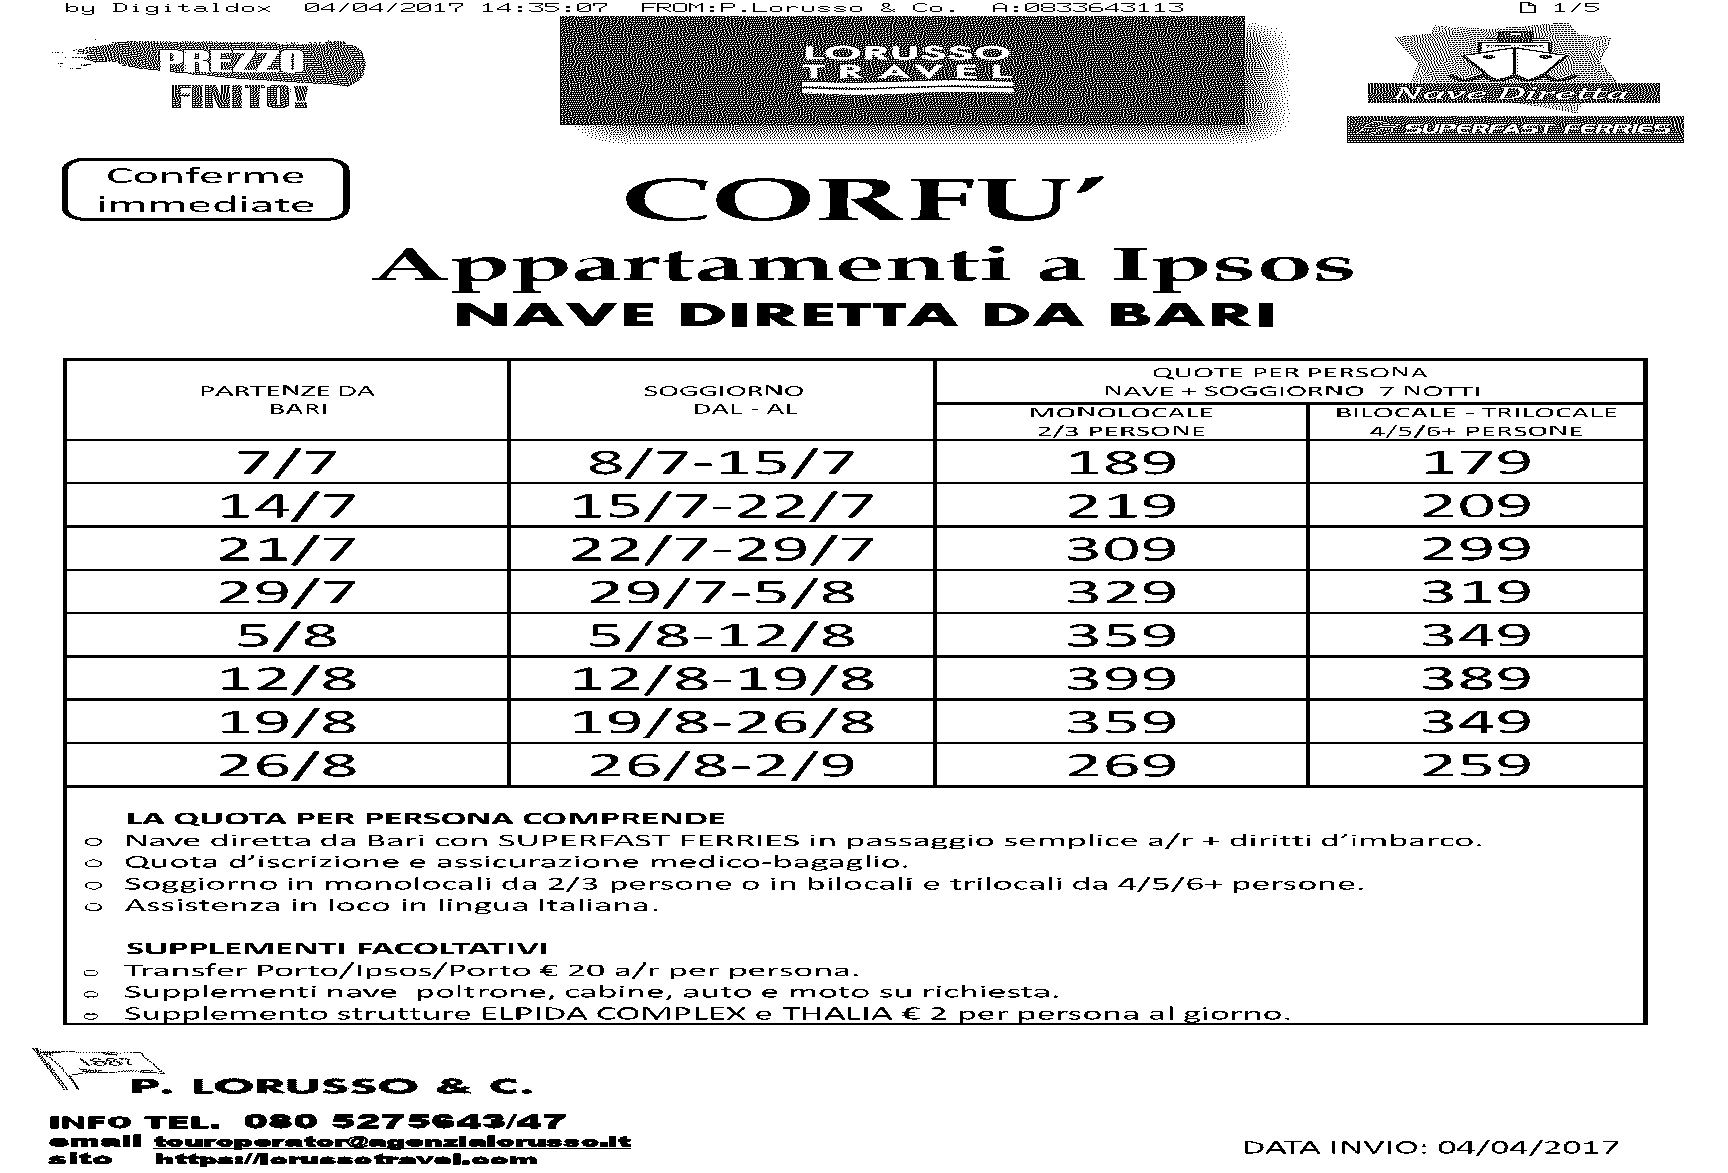 by Digitaldox 04/04/2017 14:35:07 FROM:P.Lorusso & Co. A:0833643113 1/5
PREZZO
FINITO!
LORUSSO
TRAVEL
Nave Diretta
SUPERFAST FERRIES
Conferme
immediate
CORFU'
Appartamenti a Ipsos
NAVE DIRETTA DA BARI
PARTENZE DA
BARI
SOGGIORNO
DAL - AL
QUOTE PER PERSONA
NAVE + SOGGIORNO 7 NOTTI
MONOLOCALE
2/3 PERSONE
BILOCALE - TRILOCALE
4/5/6+ PERSONE
7/7 8/7-15/7 189 179
14/7 15/7-22/7 219 209
21/7 22/7-29/7 309 299
29/7 29/7-5/8 329 319
5/8 5/8-12/8 359 349
12/8 12/8-19/8 399 389
19/8 19/8-26/8 359 349
26/8 26/8-2/9 269 259
LA QUOTA PER PERSONA COMPRENDE
o Nave diretta da Bari con SUPERFAST FERRIES in passaggio semplice a/r + diritti d'imbarco.
o Quota d'iscrizione e assicurazione medico-bagaglio.
o Soggiorno in monolocali da 2/3 persone o in bilocali e trilocali da 4/5/6+ persone.
o Assistenza in loco in lingua Italiana.
SUPPLEMENTI FACOLTATIVI
o Transfer Porto/Ipsos/Porto € 20 a/r per persona.
o Supplementi nave poltrone, cabine, auto e moto su richiesta.
o Supplemento strutture ELPIDA COMPLEX e THALIA € 2 per persona al giorno.
1887
P. LORUSSO & C.
INFO TEL. 080 5275643/47
email touroperator@agenzialorusso.it
sito https://lorussotravel.com
DATA INVIO: 04/04/2017